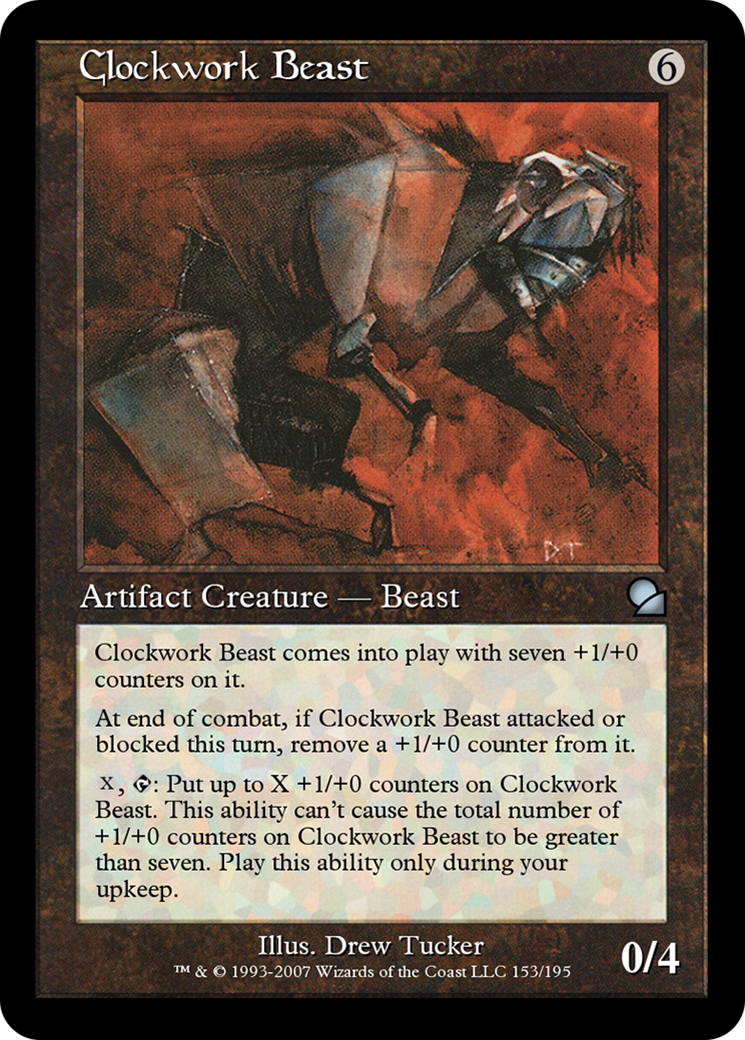 Clockwork Beast 6
DT
Artifact Creature — Beast
Clockwork Beast comes into play with seven +1/+0
counters on it.
At end of combat, if Clockwork Beast attacked or
blocked this turn, remove a +1/+0 counter from it.
X, : Put up to X +1/+0 counters on Clockwork
Beast. This ability can't cause the total number of
+1/+0 counters on Clockwork Beast to be greater
than seven. Play this ability only during your
upkeep.
Illus. Drew Tucker
™ & © 1993-2007 Wizards of the Coast LLC 153/195
0/4